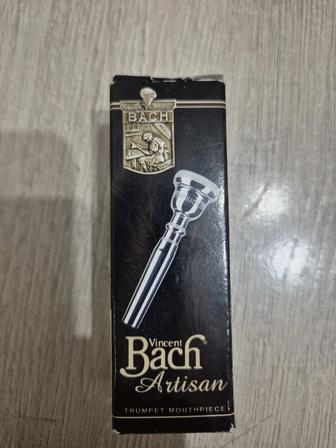 BACH
Vincent
Bach®
Artisan
TRUMPET MOUTHPIECE